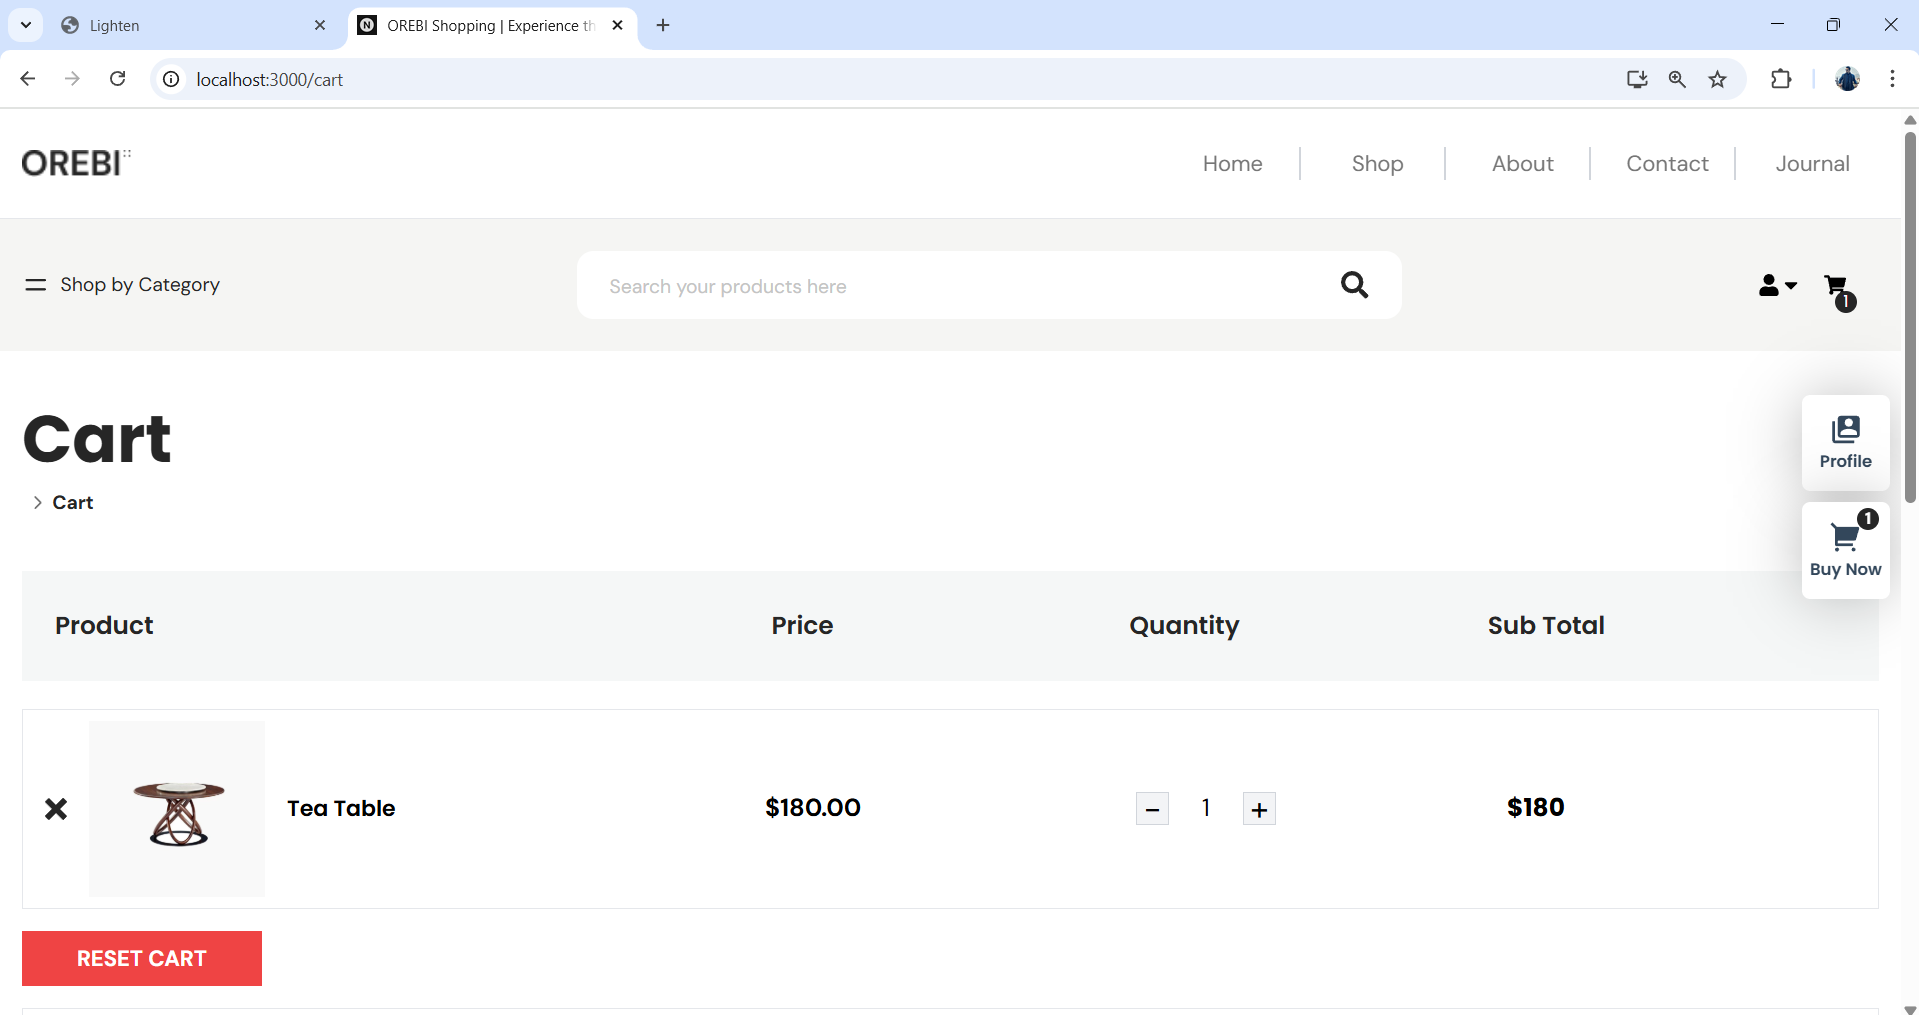 Lighten
OREBI Shopping | Experience th
localhost:3000/cart
OREBI
Home
Shop
About
Contact
Journal
Shop by Category
Search your products here
1
Cart
Cart
Profile
1
Buy Now
Product Price Quantity Sub Total
Tea Table $180.00 − 1 + $180
RESET CART